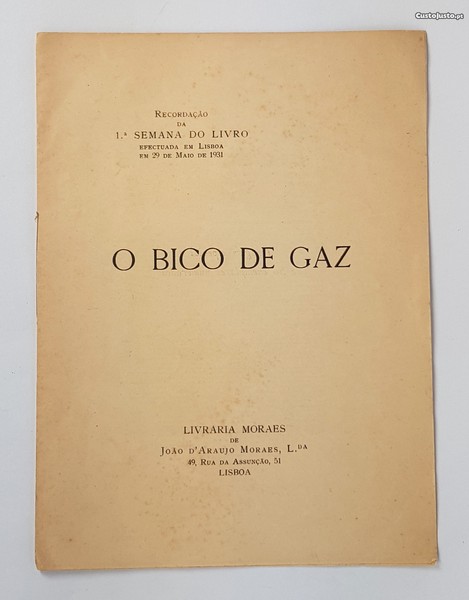 CustoJusto.pt
RECORDAÇÃO
DA
1.ª SEMANA DO LIVRO
EFECTUADA EM LISBOA
EM 29 DE MAIO DE 1931
O BICO DE GAZ
LIVRARIA MORAES
DE
JOÃO D'ARAUJO MORAES, L.DA
49, RUA DA ASSUNÇÃO, 51
LISBOA